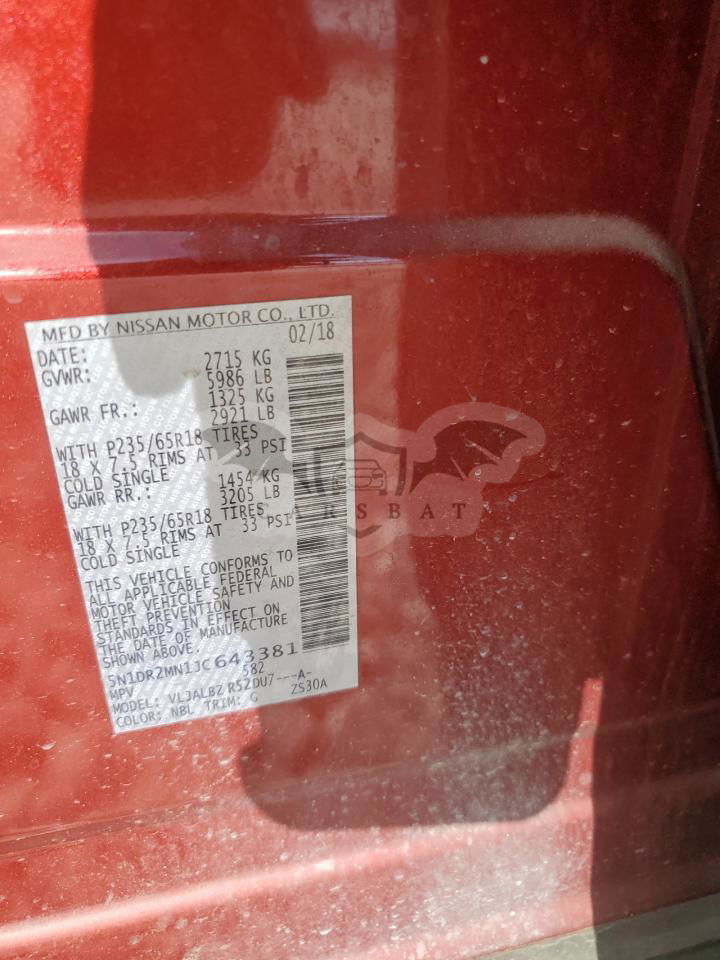 MFD BY NISSAN MOTOR CO., LTD.
DATE: 02/18
GVWR: 2715 KG
5986 LB
GAWR FR.: 1325 KG
2921 LB
WITH P235/65R18 TIRES
18 X 7.5 RIMS AT 33 PSI
COLD SINGLE
GAWR RR.: 1454 KG
3205 LB
WITH P235/65R18 TIRES
18 X 7.5 RIMS AT 33 PSI
COLD SINGLE
THIS VEHICLE CONFORMS TO
ALL APPLICABLE FEDERAL
MOTOR VEHICLE SAFETY AND
THEFT PREVENTION
STANDARDS IN EFFECT ON
THE DATE OF MANUFACTURE
SHOWN ABOVE.
5N1DR2MN1JC643381
MPV 582
MODEL: VLJALBZ R52DU7---A-
COLOR: NBL TRIM: G ZS30A
CARSBAT